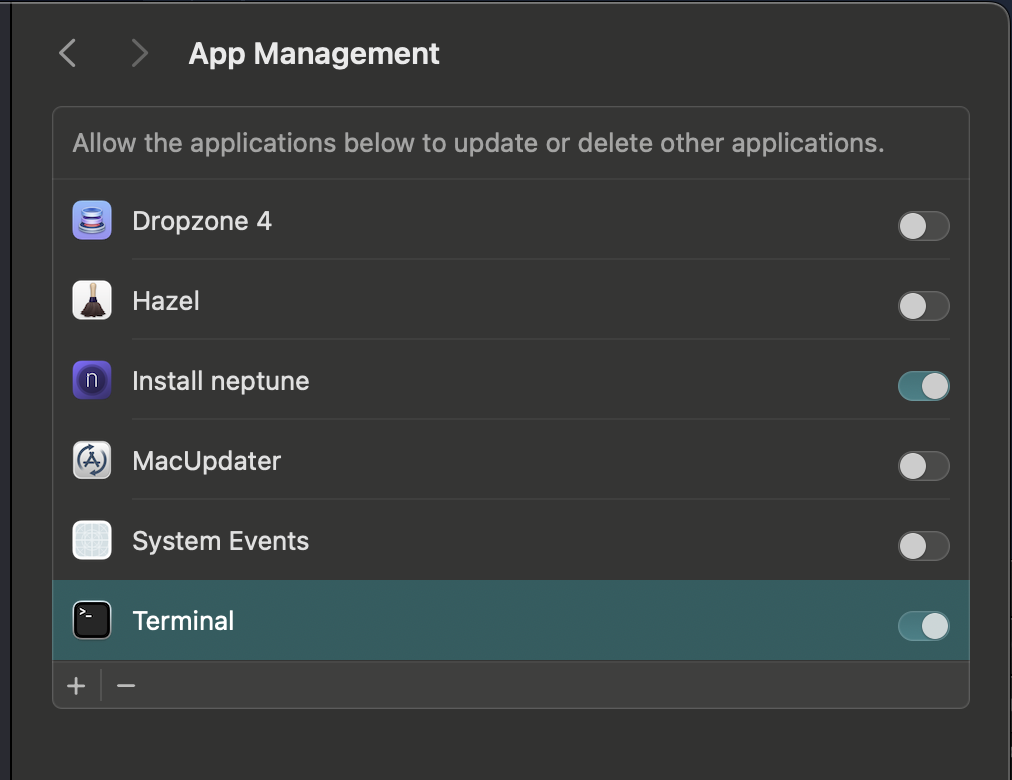 App Management
Allow the applications below to update or delete other applications.
Dropzone 4
Hazel
n
Install neptune
MacUpdater
System Events
>-
Terminal
+
−